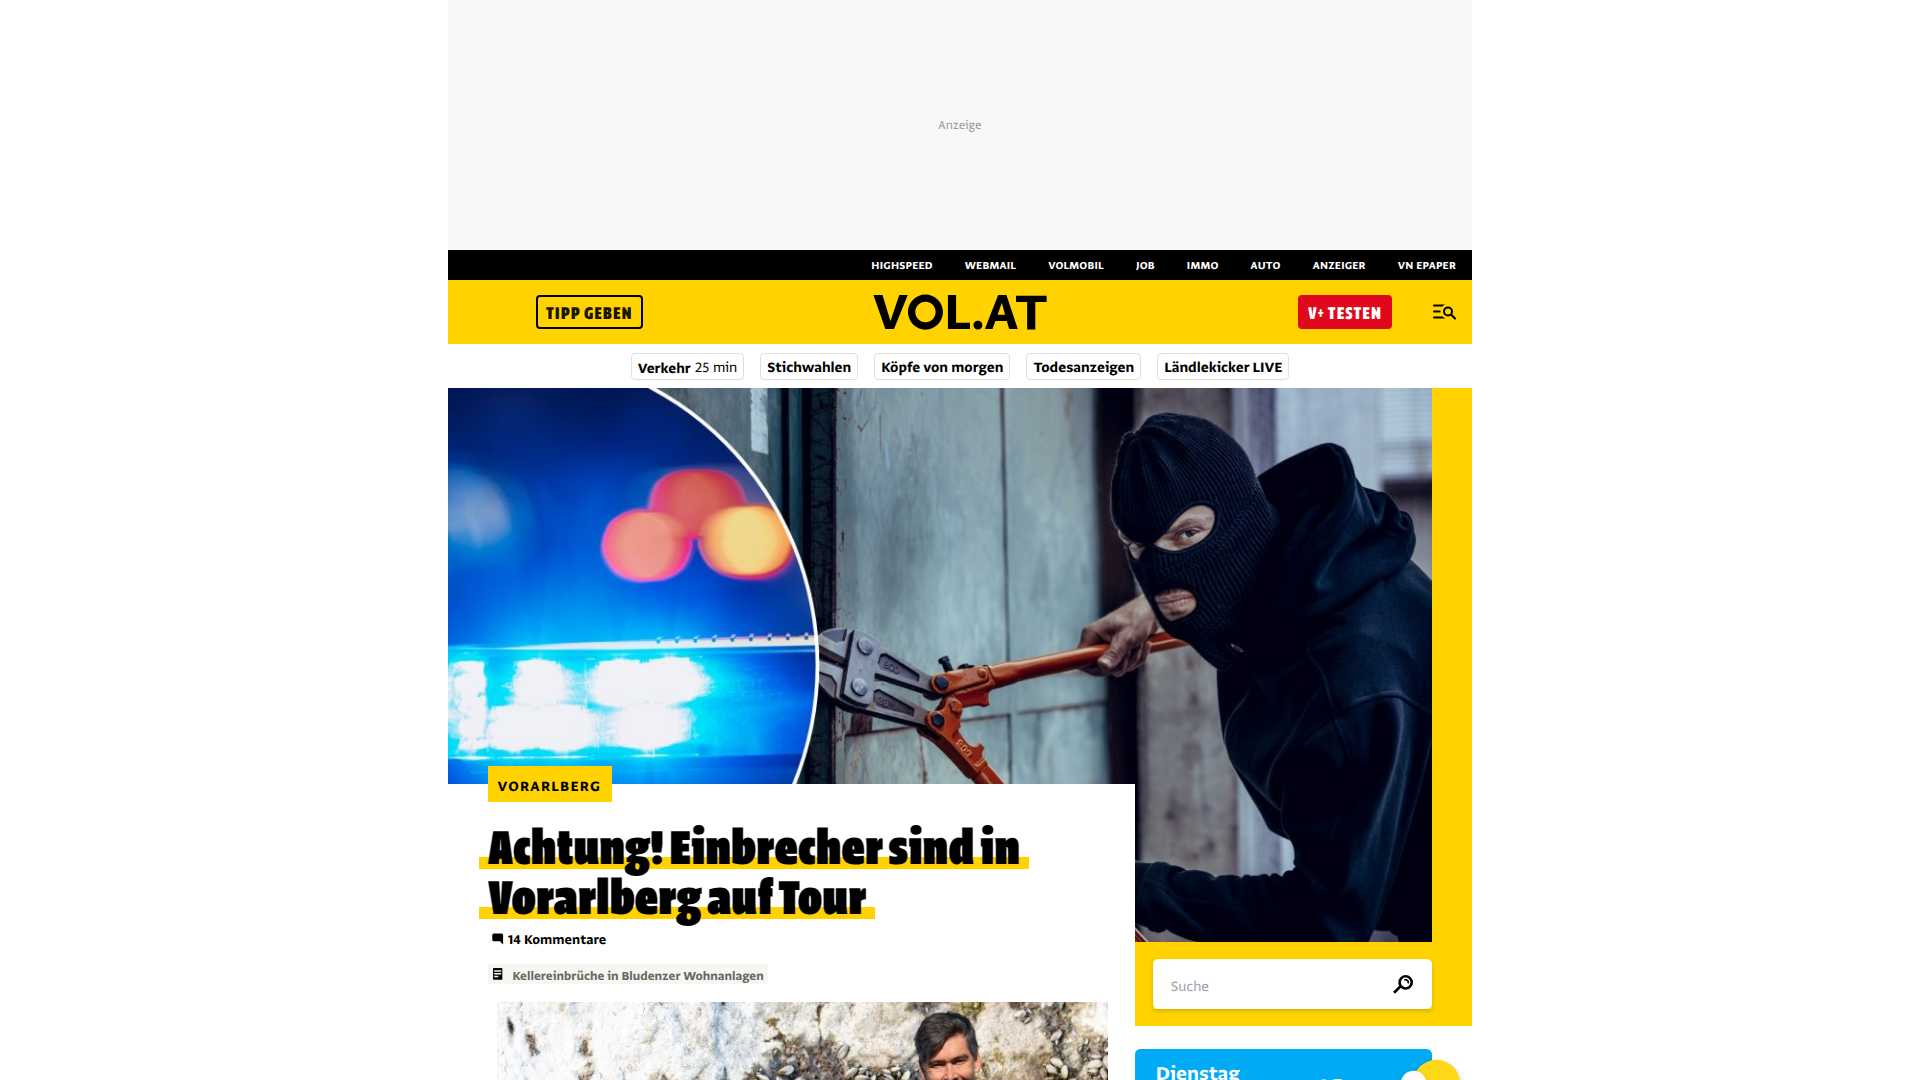 Anzeige
HIGHSPEED WEBMAIL VOLMOBIL JOB IMMO AUTO ANZEIGER VN EPAPER
TIPP GEBEN VOL.AT V+ TESTEN
Verkehr 25 min Stichwahlen Köpfe von morgen Todesanzeigen Ländlekicker LIVE
VORARLBERG
Achtung! Einbrecher sind in
Vorarlberg auf Tour
14 Kommentare
Kellereinbrüche in Bludenzer Wohnanlagen
Suche
Dienstag